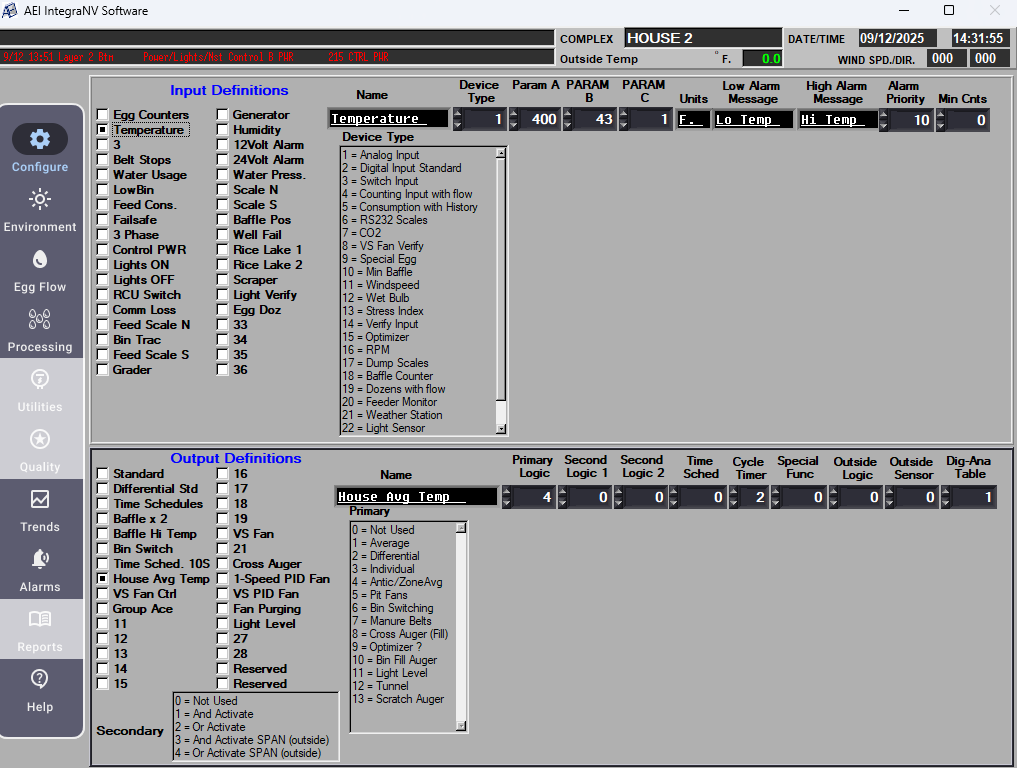 AEI IntegraNV Software
COMPLEX HOUSE 2 DATE/TIME 09/12/2025 14:31:55
9/12 13:51 Layer 2 Btm Power/Lights/Hot Control B PWR 215 CTRL PWR
Outside Temp ° F. 0.0 WIND SPD./DIR. 000 000
Configure
Environment
Egg Flow
Processing
Utilities
Quality
Trends
Alarms
Reports
Help
Input Definitions
Egg Counters
Temperature
3
Belt Stops
Water Usage
LowBin
Feed Cons.
Failsafe
3 Phase
Control PWR
Lights ON
Lights OFF
RCU Switch
Comm Loss
Feed Scale N
Bin Trac
Feed Scale S
Grader
Generator
Humidity
12Volt Alarm
24Volt Alarm
Water Press.
Scale N
Scale S
Baffle Pos
Well Fail
Rice Lake 1
Rice Lake 2
Scraper
Light Verify
Egg Doz
33
34
35
36
Name Device Type Param A PARAM B PARAM C Units Low Alarm Message High Alarm Message Alarm Priority Min Cnts
Temperature 1 400 43 1 F. Lo Temp Hi Temp 10 0
Device Type
1 = Analog Input
2 = Digital Input Standard
3 = Switch Input
4 = Counting Input with flow
5 = Consumption with History
6 = RS232 Scales
7 = CO2
8 = VS Fan Verify
9 = Special Egg
10 = Min Baffle
11 = Windspeed
12 = Wet Bulb
13 = Stress Index
14 = Verify Input
15 = Optimizer
16 = RPM
17 = Dump Scales
18 = Baffle Counter
19 = Dozens with flow
20 = Feeder Monitor
21 = Weather Station
22 = Light Sensor
Output Definitions
Standard
Differential Std
Time Schedules
Baffle x 2
Baffle Hi Temp
Bin Switch
Time Sched. 10S
House Avg Temp
VS Fan Ctrl
Group Ace
11
12
13
14
15
16
17
18
19
VS Fan
21
Cross Auger
1-Speed PID Fan
VS PID Fan
Fan Purging
Light Level
27
28
Reserved
Reserved
Secondary
0 = Not Used
1 = And Activate
2 = Or Activate
3 = And Activate SPAN (outside)
4 = Or Activate SPAN (outside)
Name Primary Logic Second Logic 1 Second Logic 2 Time Sched Cycle Timer Special Func Outside Logic Outside Sensor Dig-Ana Table
House Avg Temp 4 0 0 0 2 0 0 0 1
Primary
0 = Not Used
1 = Average
2 = Differential
3 = Individual
4 = Antic/ZoneAvg
5 = Pit Fans
6 = Bin Switching
7 = Manure Belts
8 = Cross Auger (Fill)
9 = Optimizer ?
10 = Bin Fill Auger
11 = Light Level
12 = Tunnel
13 = Scratch Auger